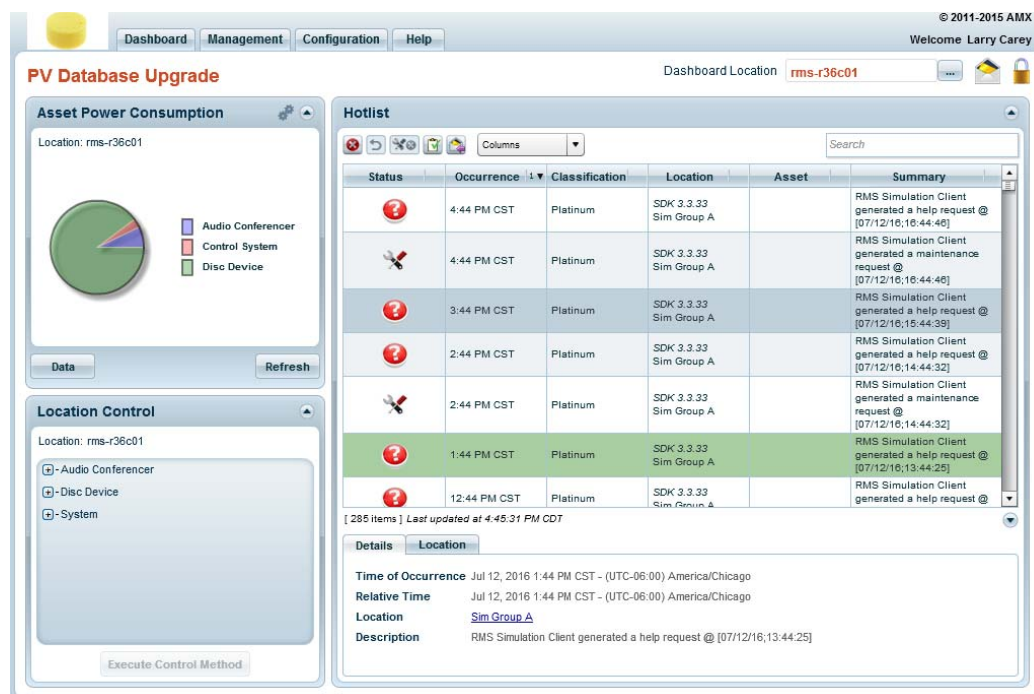 © 2011-2015 AMX
Dashboard Management Configuration Help
Welcome Larry Carey
PV Database Upgrade
Dashboard Location rms-r36c01 ...
Asset Power Consumption
Location: rms-r36c01
Audio Conferencer
Control System
Disc Device
Data Refresh
Location Control
Location: rms-r36c01
Audio Conferencer
Disc Device
System
Execute Control Method
Hotlist
Columns
Search
Status Occurrence 1 Classification Location Asset Summary
4:44 PM CST Platinum SDK 3.3.33
Sim Group A
RMS Simulation Client
generated a help request @
[07/12/16;16:44:46]
4:44 PM CST Platinum SDK 3.3.33
Sim Group A
RMS Simulation Client
generated a maintenance
request @
[07/12/16;16:44:46]
3:44 PM CST Platinum SDK 3.3.33
Sim Group A
RMS Simulation Client
generated a help request @
[07/12/16;15:44:39]
2:44 PM CST Platinum SDK 3.3.33
Sim Group A
RMS Simulation Client
generated a help request @
[07/12/16;14:44:32]
2:44 PM CST Platinum SDK 3.3.33
Sim Group A
RMS Simulation Client
generated a maintenance
request @
[07/12/16;14:44:32]
1:44 PM CST Platinum SDK 3.3.33
Sim Group A
RMS Simulation Client
generated a help request @
[07/12/16;13:44:25]
12:44 PM CST Platinum SDK 3.3.33
Sim Group A
RMS Simulation Client
generated a help request @
[ 285 items ] Last updated at 4:45:31 PM CDT
Details Location
Time of Occurrence Jul 12, 2016 1:44 PM CST - (UTC-06:00) America/Chicago
Relative Time Jul 12, 2016 1:44 PM CST - (UTC-06:00) America/Chicago
Location Sim Group A
Description RMS Simulation Client generated a help request @ [07/12/16;13:44:25]